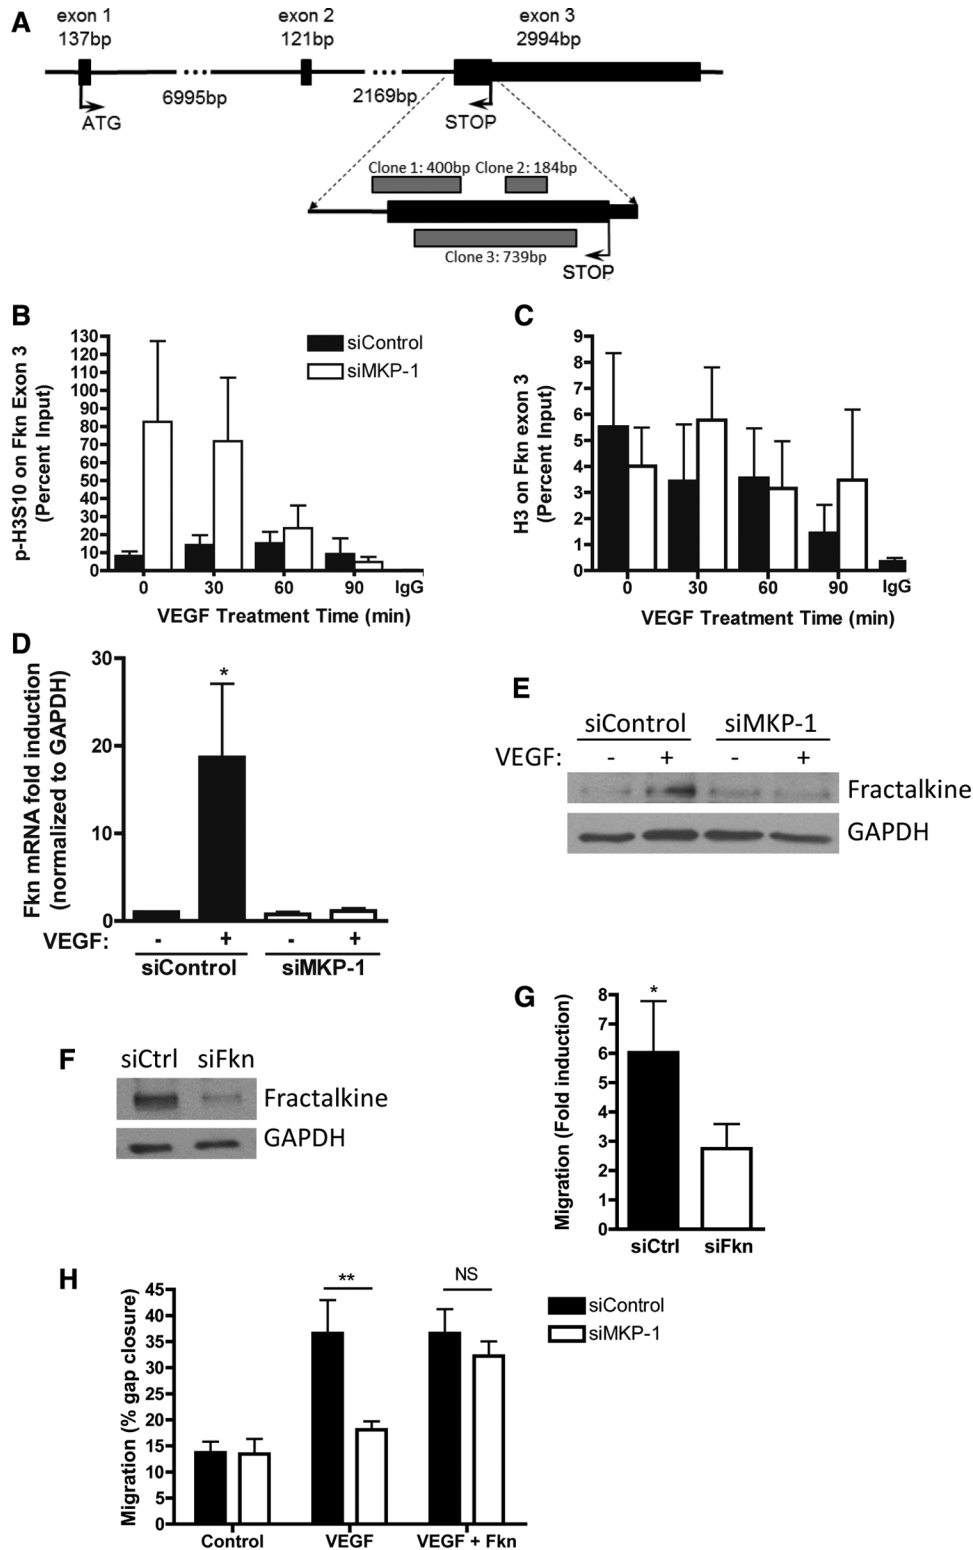 A
exon 1
137bp
exon 2
121bp
exon 3
2994bp
6995bp
2169bp
ATG
STOP
Clone 1: 400bp
Clone 2: 184bp
Clone 3: 739bp
STOP
B
p-H3S10 on Fkn Exon 3
(Percent Input)
130
120
110
100
90
80
70
60
50
40
30
20
10
0
siControl
siMKP-1
0 30 60 90 IgG
VEGF Treatment Time (min)
C
H3 on Fkn exon 3
(Percent Input)
9
8
7
6
5
4
3
2
1
0
0 30 60 90 IgG
VEGF Treatment Time (min)
D
Fkn mRNA fold induction
(normalized to GAPDH)
30
20
10
0
*
VEGF: - + - +
siControl siMKP-1
E
siControl siMKP-1
VEGF: - + - +
Fractalkine
GAPDH
F
siCtrl siFkn
Fractalkine
GAPDH
G
Migration (Fold induction)
8
7
6
5
4
3
2
1
0
*
siCtrl siFkn
H
Migration (% gap closure)
45
40
35
30
25
20
15
10
5
0
**
NS
siControl
siMKP-1
Control VEGF VEGF + Fkn